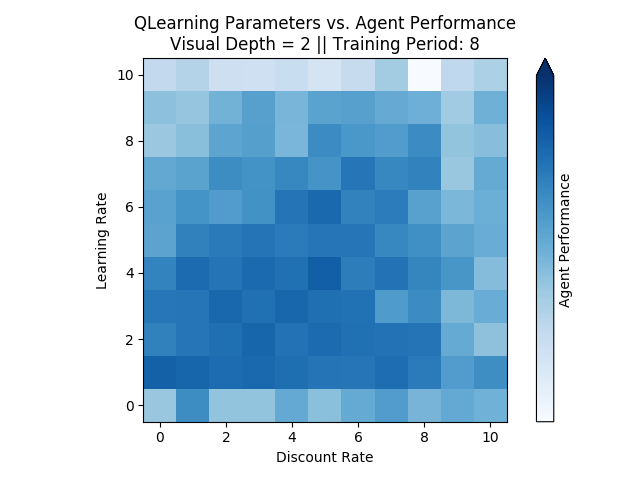 QLearning Parameters vs. Agent Performance
Visual Depth = 2 || Training Period: 8
10
8
6
4
2
0
Learning Rate
0 2 4 6 8 10
Discount Rate
Agent Performance